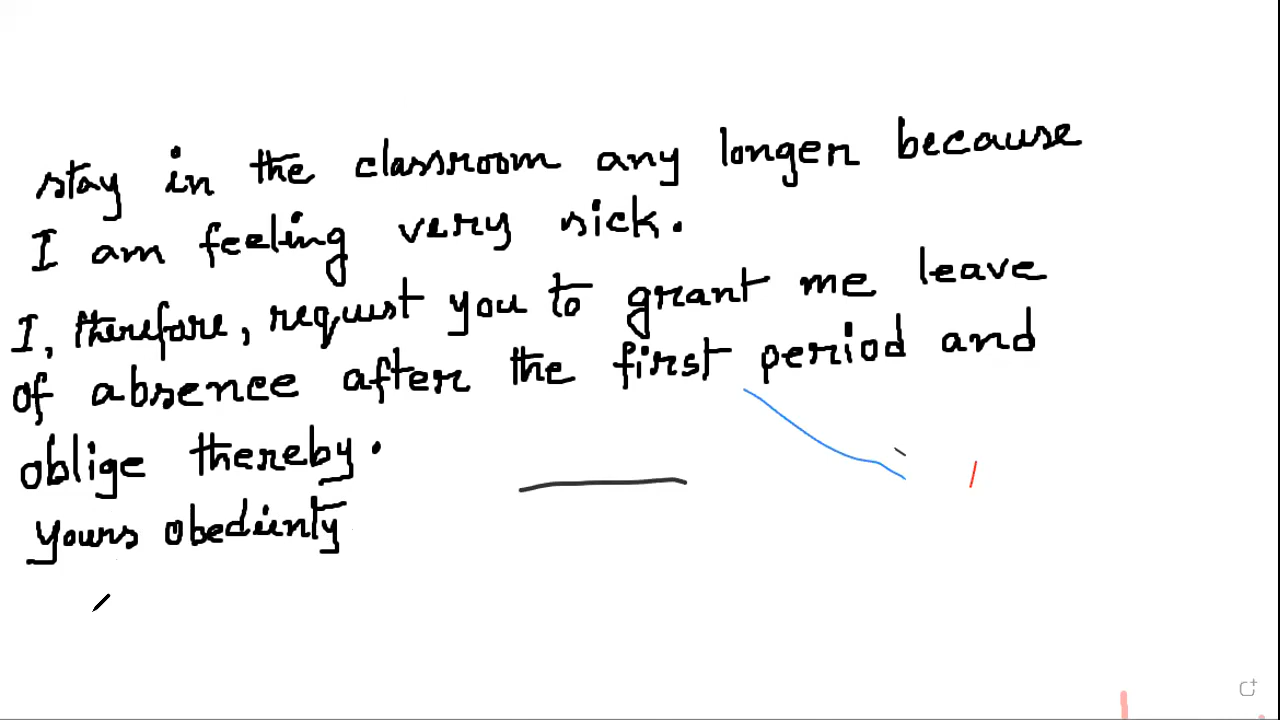 stay in the classroom any longer because
I am feeling very sick.
I, therefore, request you to grant me leave
of absence after the first period and
oblige thereby.
yours obedienty